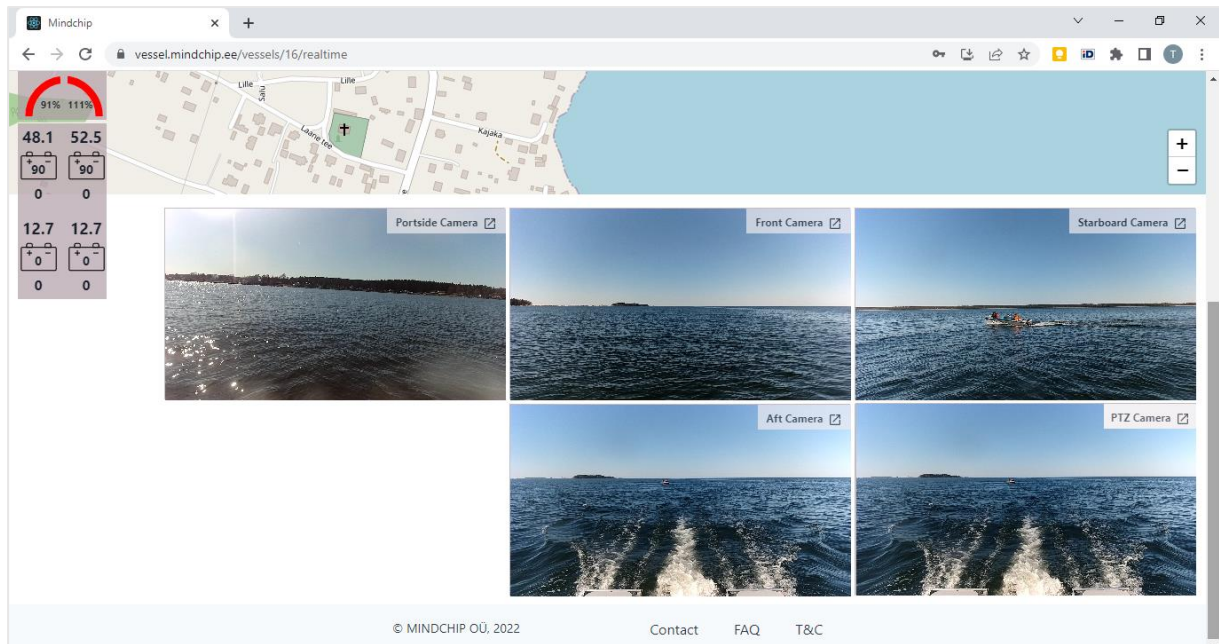 Mindchip
vessel.mindchip.ee/vessels/16/realtime
iD
T
91% 111%
48.1 52.5
+ - + -
90 90
0 0
12.7 12.7
+ - + -
0 0
0 0
Lille
Lille
Salu
Lääne tee
Kajaka
+
−
Portside Camera
Front Camera
Starboard Camera
Aft Camera
PTZ Camera
© MINDCHIP OÜ, 2022 Contact FAQ T&C